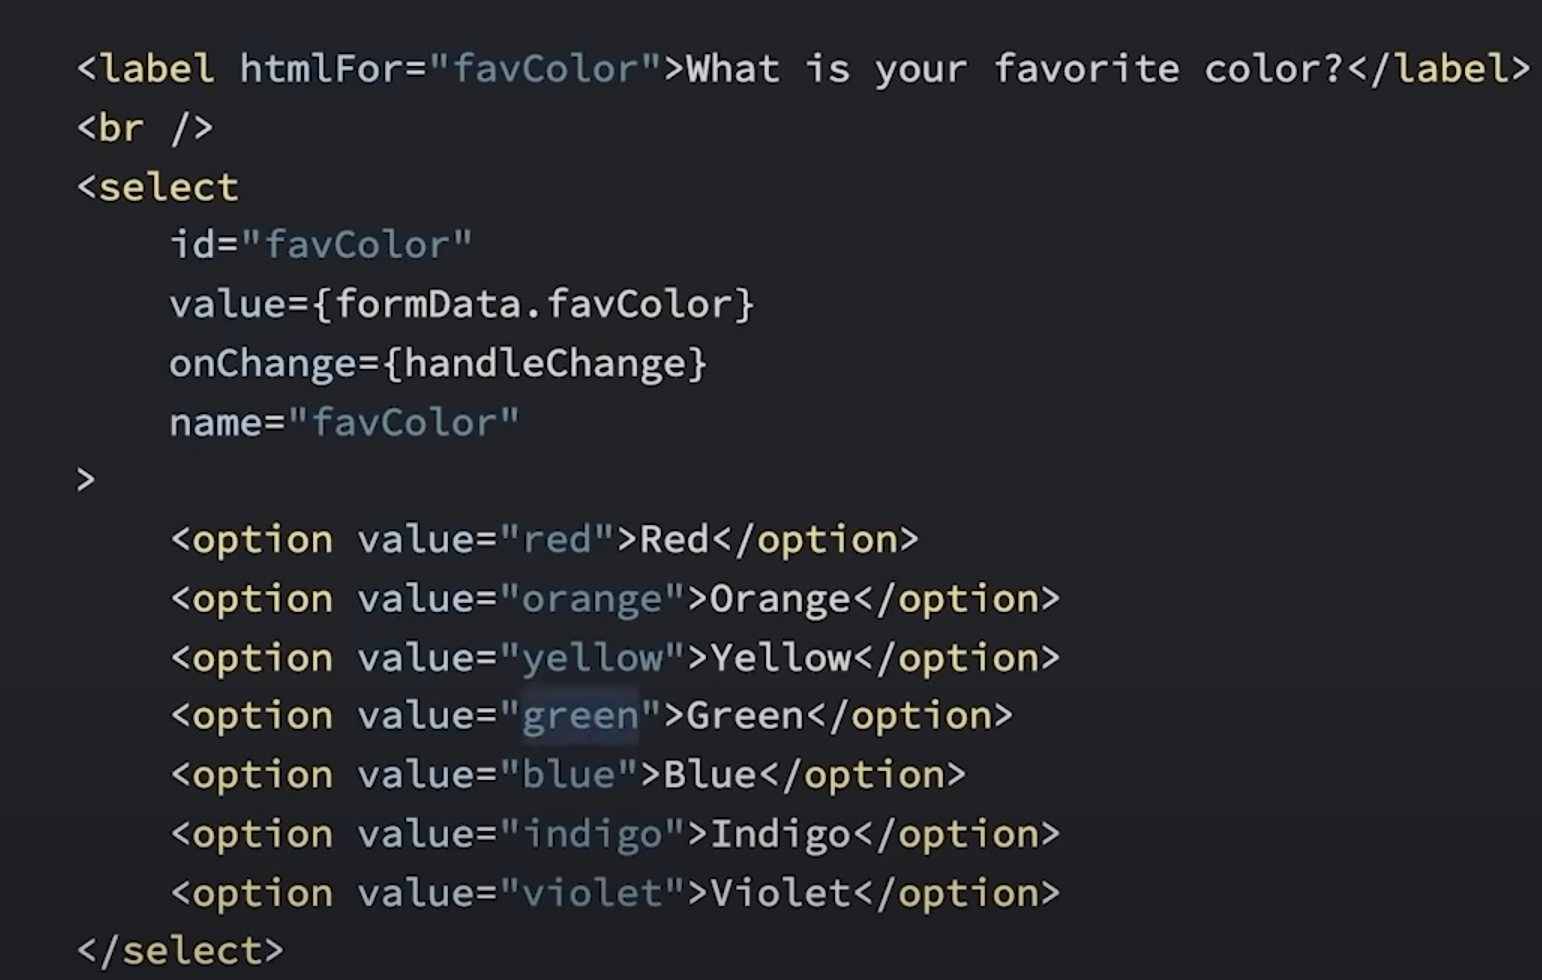 <label htmlFor="favColor">What is your favorite color?</label>
<br />
<select
    id="favColor"
    value={formData.favColor}
    onChange={handleChange}
    name="favColor"
>
    <option value="red">Red</option>
    <option value="orange">Orange</option>
    <option value="yellow">Yellow</option>
    <option value="green">Green</option>
    <option value="blue">Blue</option>
    <option value="indigo">Indigo</option>
    <option value="violet">Violet</option>
</select>